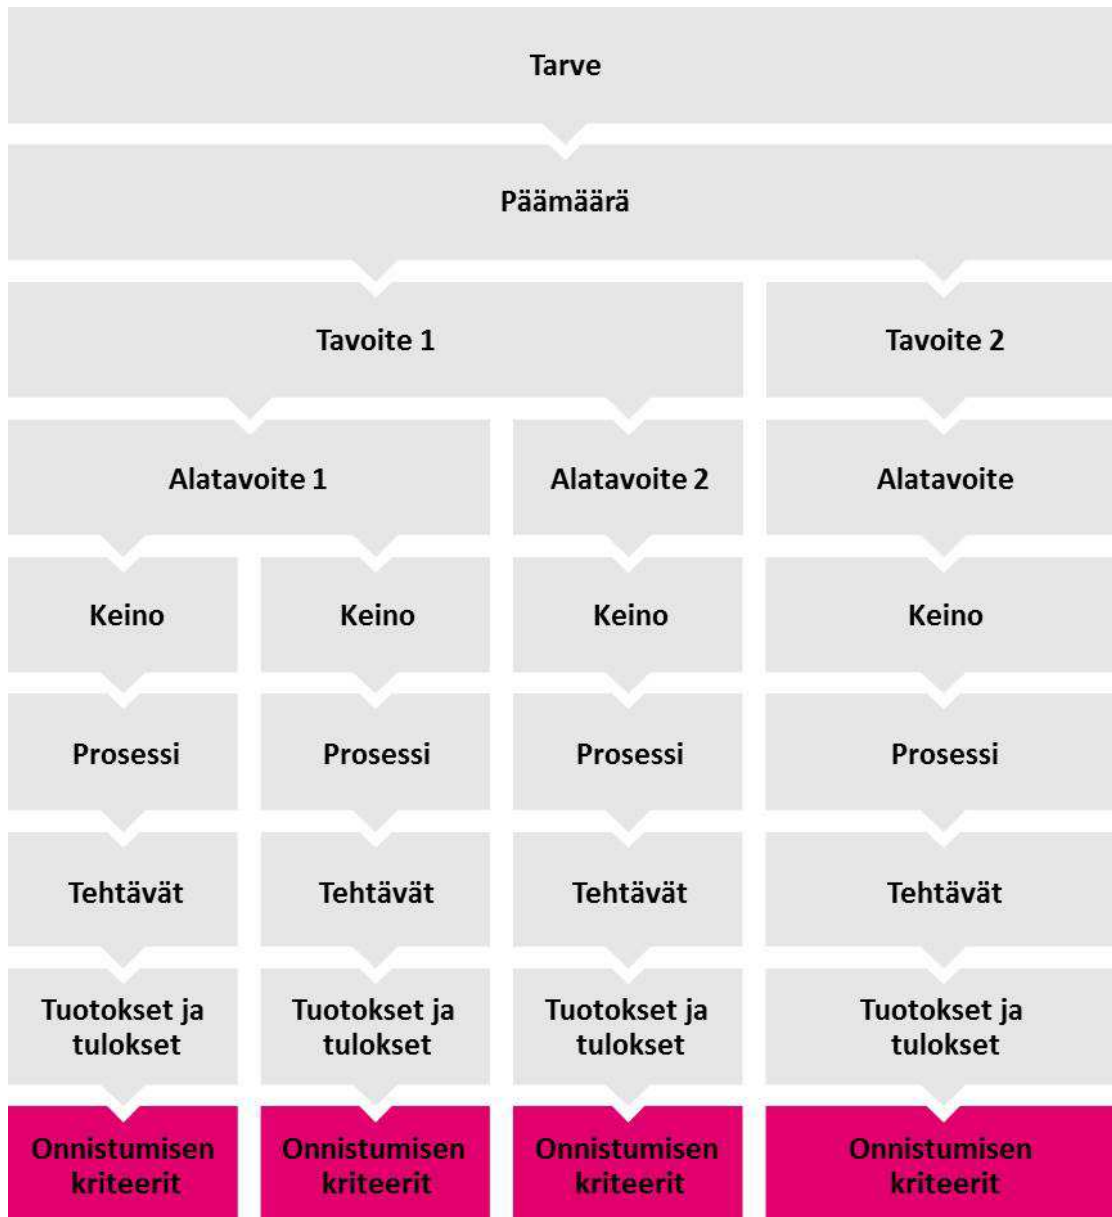 Tarve
Päämäärä
Tavoite 1
Tavoite 2
Alatavoite 1
Alatavoite 2
Alatavoite
Keino
Keino
Keino
Keino
Prosessi
Prosessi
Prosessi
Prosessi
Tehtävät
Tehtävät
Tehtävät
Tehtävät
Tuotokset ja
tulokset
Tuotokset ja
tulokset
Tuotokset ja
tulokset
Tuotokset ja
tulokset
Onnistumisen
kriteerit
Onnistumisen
kriteerit
Onnistumisen
kriteerit
Onnistumisen
kriteerit